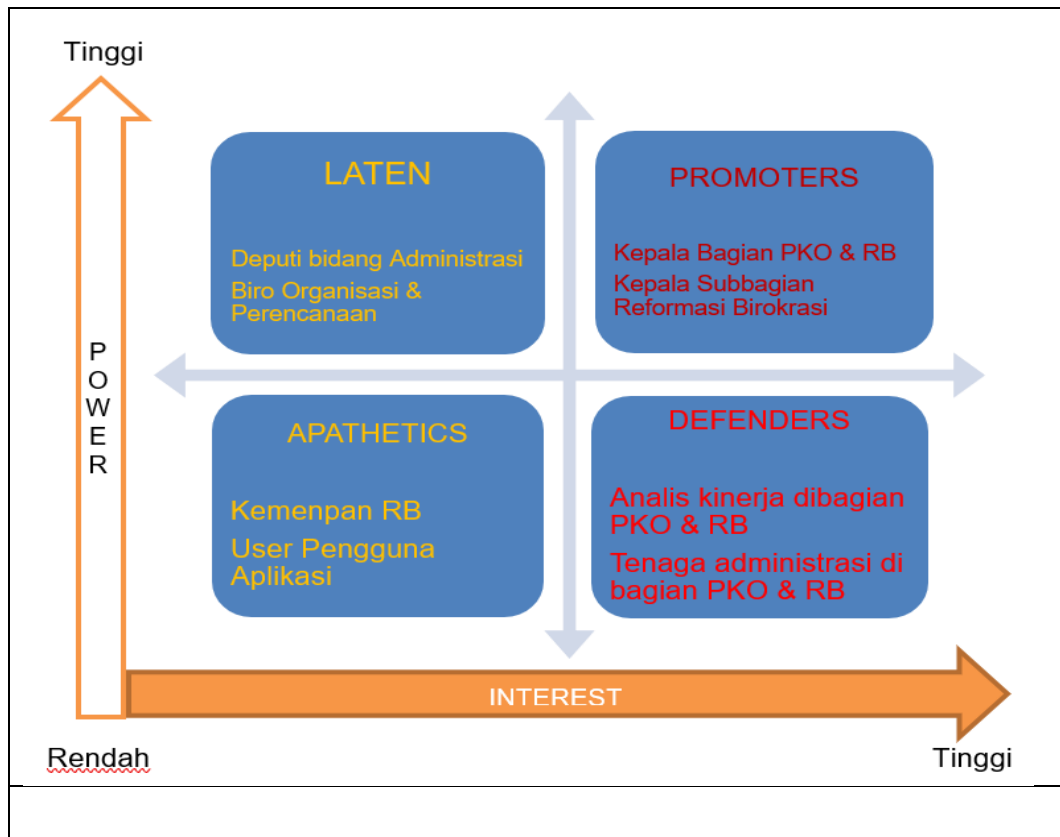 Tinggi
LATEN
Deputi bidang Administrasi
Biro Organisasi &
Perencanaan
PROMOTERS
Kepala Bagian PKO & RB
Kepala Subbagian
Reformasi Birokrasi
POWER
APATHETICS
Kemenpan RB
User Pengguna
Aplikasi
DEFENDERS
Analis kinerja dibagian
PKO & RB
Tenaga administrasi di
bagian PKO & RB
INTEREST
Rendah
Tinggi